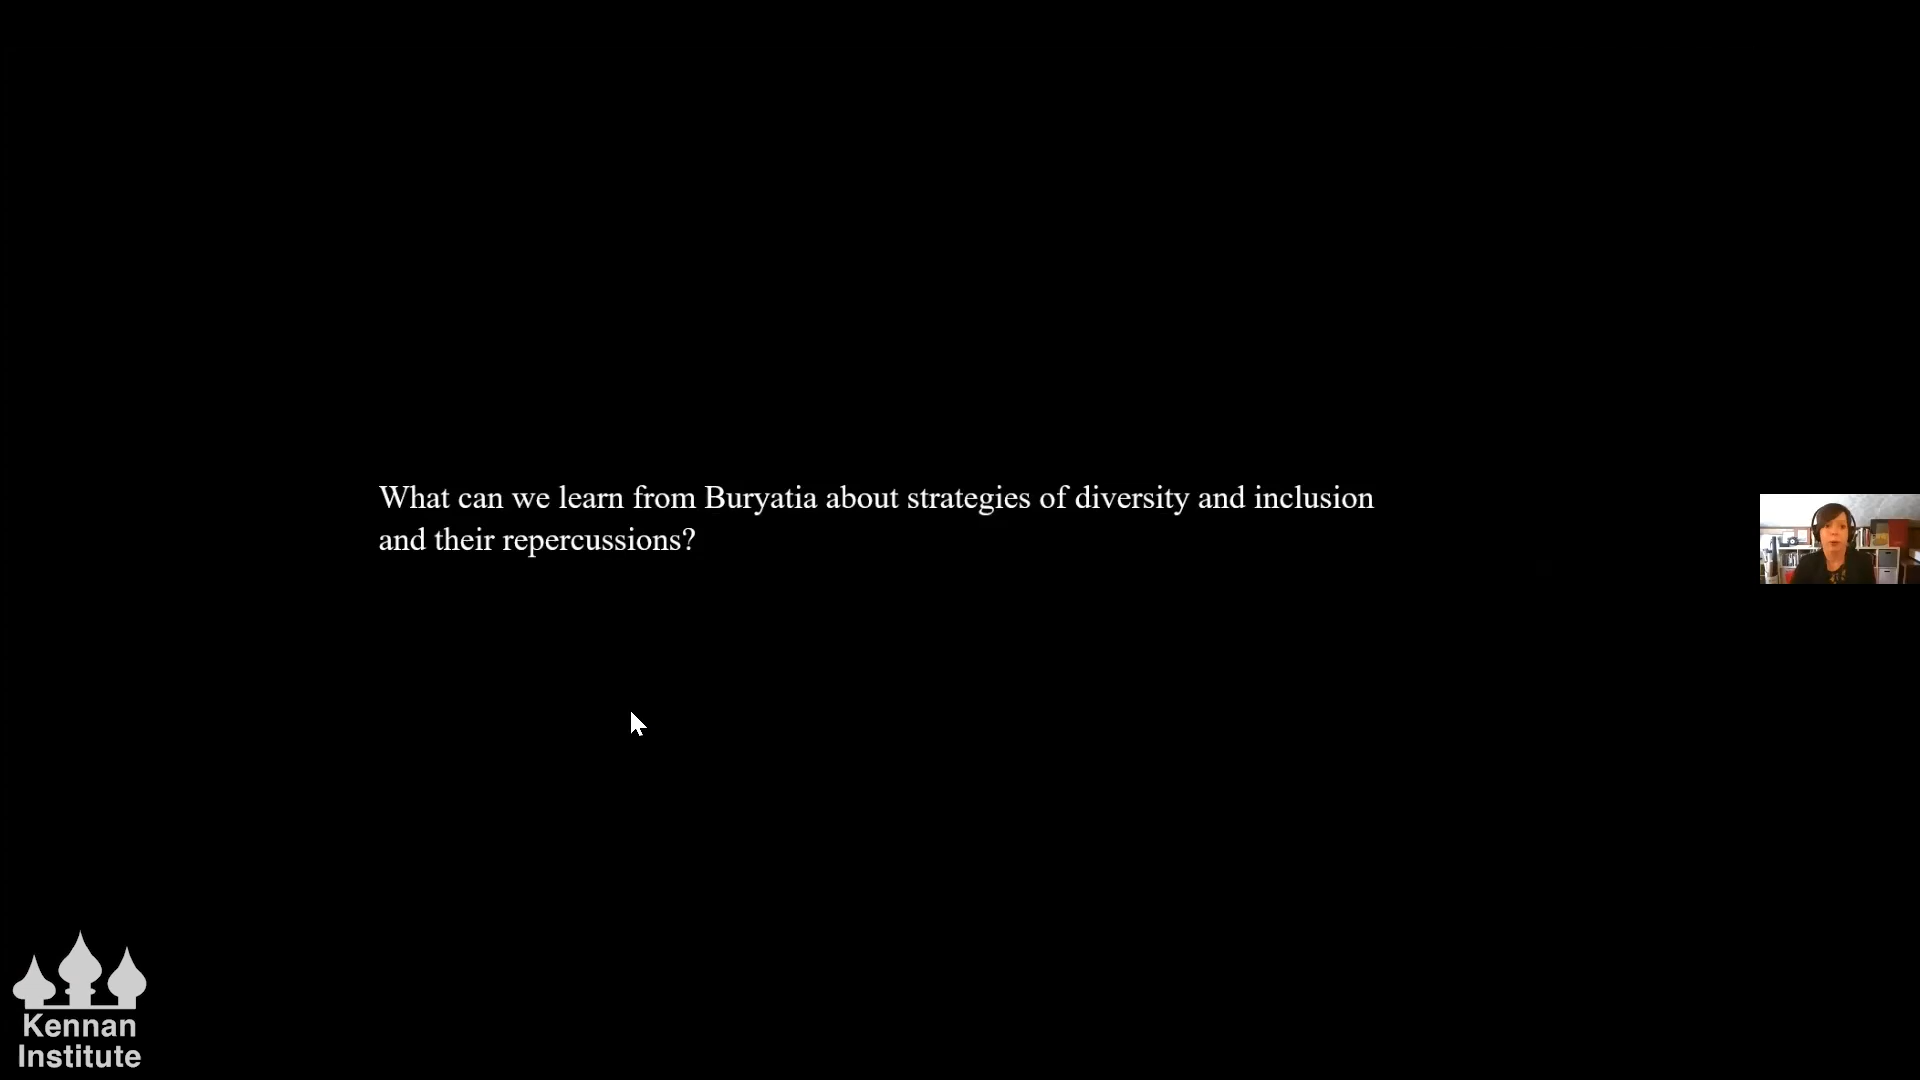 What can we learn from Buryatia about strategies of diversity and inclusion
and their repercussions?
Kennan
Institute